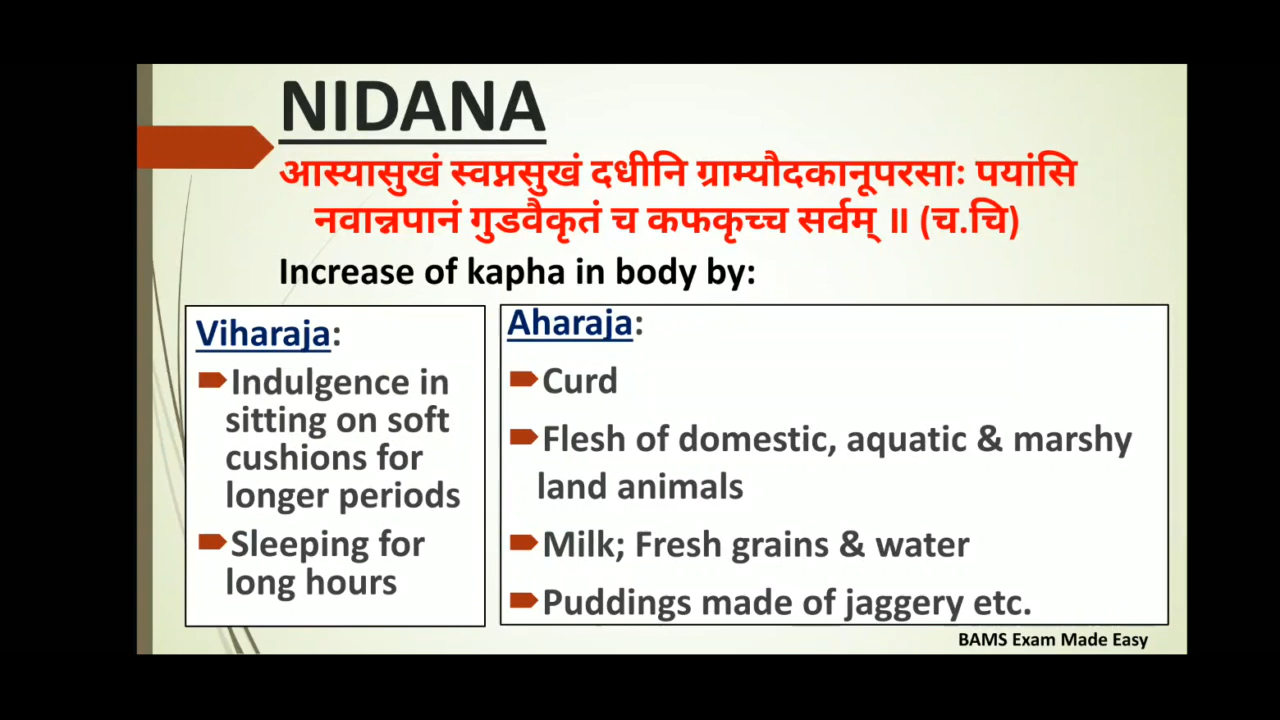 NIDANA
आस्यासुखं स्वप्नसुखं दधीनि ग्राम्यौदकानूपरसाः पयांसि
नवान्नपानं गुडवैकृतं च कफकृच्च सर्वम् ॥ (च.चि)
Increase of kapha in body by:
Viharaja:
Indulgence in
sitting on soft
cushions for
longer periods
Sleeping for
long hours
Aharaja:
Curd
Flesh of domestic, aquatic & marshy
land animals
Milk; Fresh grains & water
Puddings made of jaggery etc.
BAMS Exam Made Easy